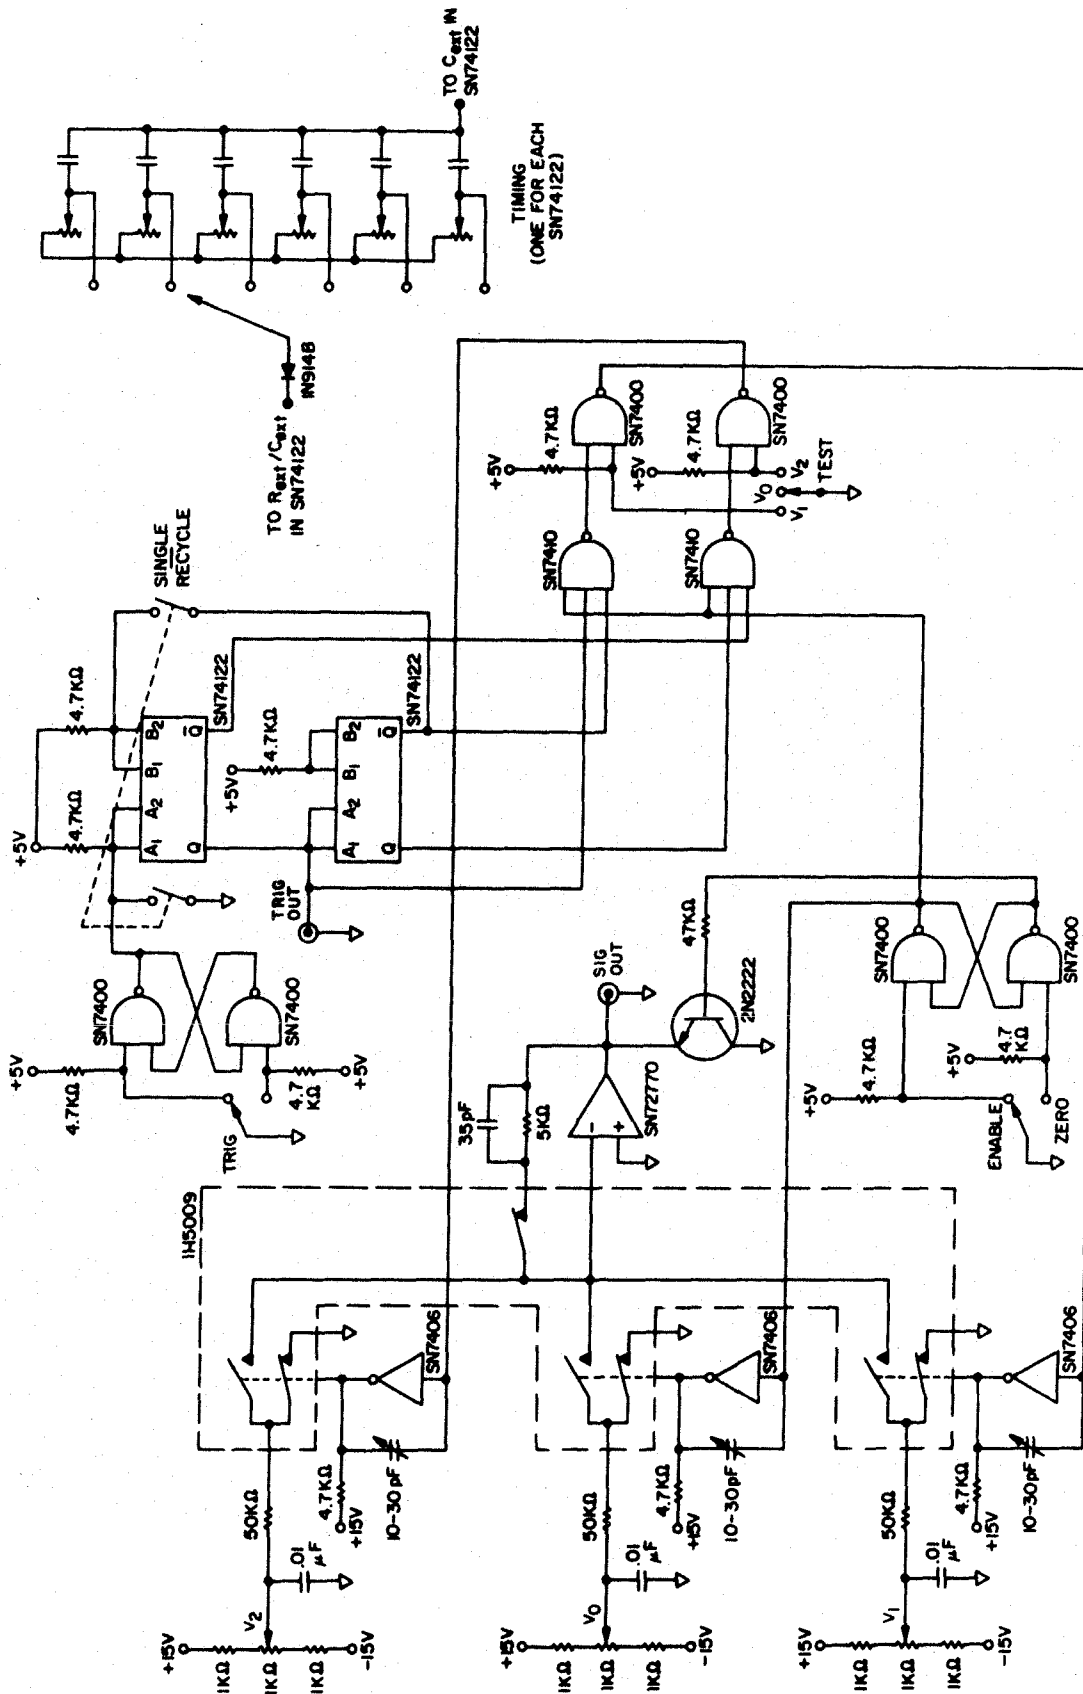 TO Cext IN
SN74122
TIMING
(ONE FOR EACH
SN74122)
IN914B
TO Rext/Cext
IN SN74122
SINGLE
RECYCLE
+5V
4.7KΩ
4.7KΩ
A1
A2
B1
B2
Q
Q̅
SN74122
+5V
4.7KΩ
A1
A2
B1
B2
Q
Q̅
SN74122
TRIG
OUT
+5V
4.7KΩ
SN7400
SN7400
4.7
KΩ
+5V
TRIG
+5V
4.7KΩ
SN7400
+5V
4.7KΩ
SN7400
SN7410
SN7410
V1
V0
V2
TEST
SIG
OUT
47KΩ
2N2222
35pF
5KΩ
-
+
SN72770
SN7400
SN7400
+5V
4.7KΩ
+5V
4.7
KΩ
ENABLE
ZERO
1H5009
SN7406
50KΩ
4.7KΩ
+15V
10-30pF
.01
μF
V2
+15V
1KΩ
1KΩ
1KΩ
-15V
SN7406
50KΩ
4.7KΩ
+15V
10-30pF
.01
μF
V0
+15V
1KΩ
1KΩ
1KΩ
-15V
SN7406
50KΩ
4.7KΩ
+15V
10-30pF
.01
μF
V1
+15V
1KΩ
1KΩ
1KΩ
-15V